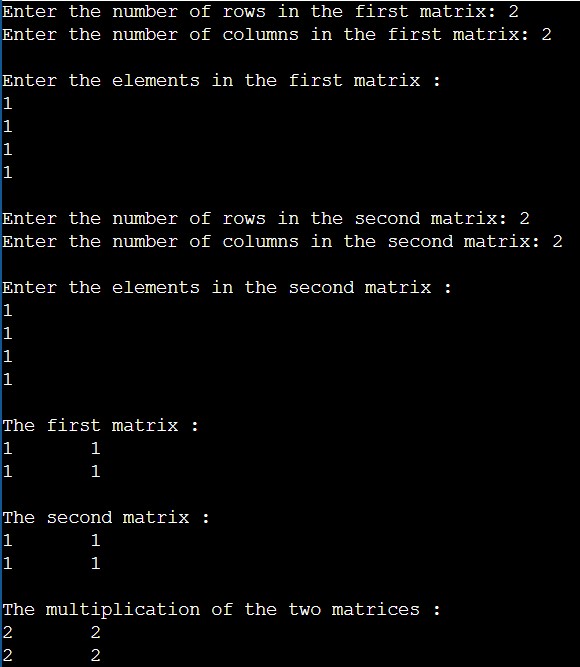 Enter the number of rows in the first matrix: 2
Enter the number of columns in the first matrix: 2
Enter the elements in the first matrix :
1
1
1
1
Enter the number of rows in the second matrix: 2
Enter the number of columns in the second matrix: 2
Enter the elements in the second matrix :
1
1
1
1
The first matrix :
1 1
1 1
The second matrix :
1 1
1 1
The multiplication of the two matrices :
2 2
2 2